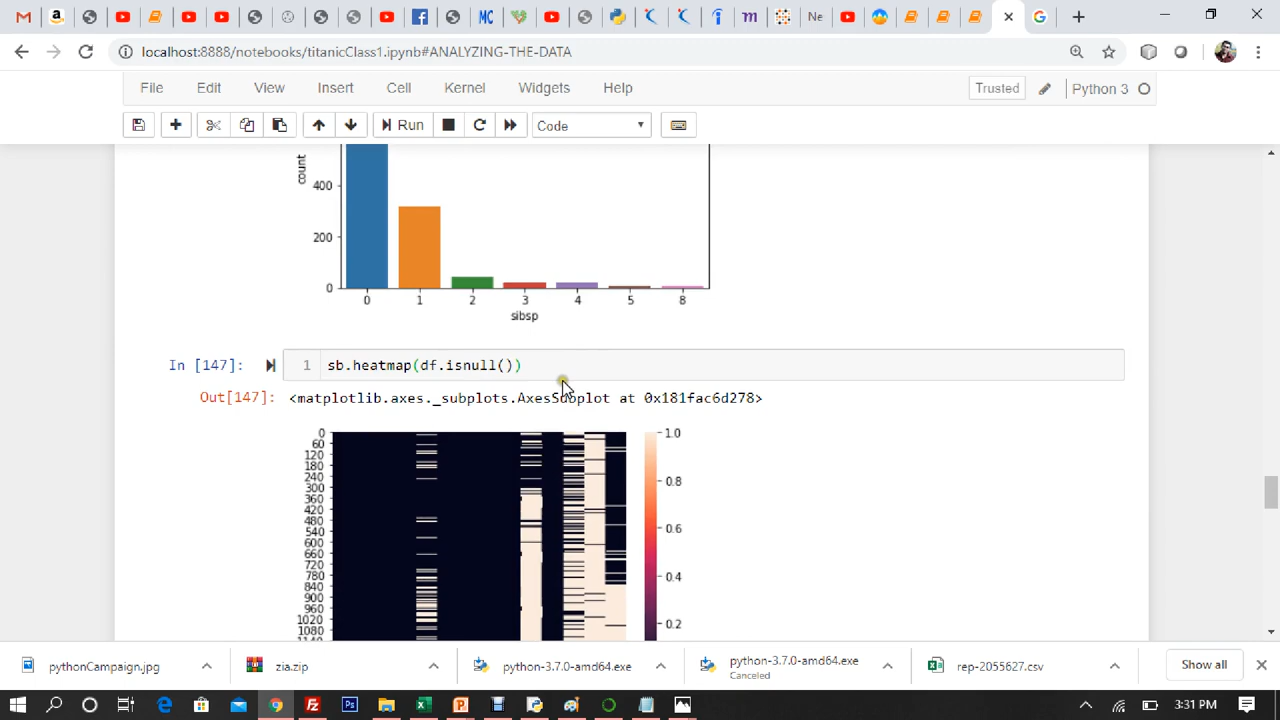 MC
Ne
localhost:8888/notebooks/titanicClass1.ipynb#ANALYZING-THE-DATA
File Edit View Insert Cell Kernel Widgets Help Trusted Python 3
Run Code
count
400
200
0
0 1 2 3 4 5 8
sibsp
In [147]: 1 sb.heatmap(df.isnull())
Out[147]: <matplotlib.axes._subplots.AxesSubplot at 0x181fac6d278>
0
60
120
180
240
300
360
420
480
540
600
660
720
780
840
900
960
1020
1080
1140
1.0
0.8
0.6
0.4
0.2
pythonCampaign.jpg
zia.zip
python-3.7.0-amd64.exe
python-3.7.0-amd64.exe
Canceled
rep-2055627.csv
Show all
3:31 PM